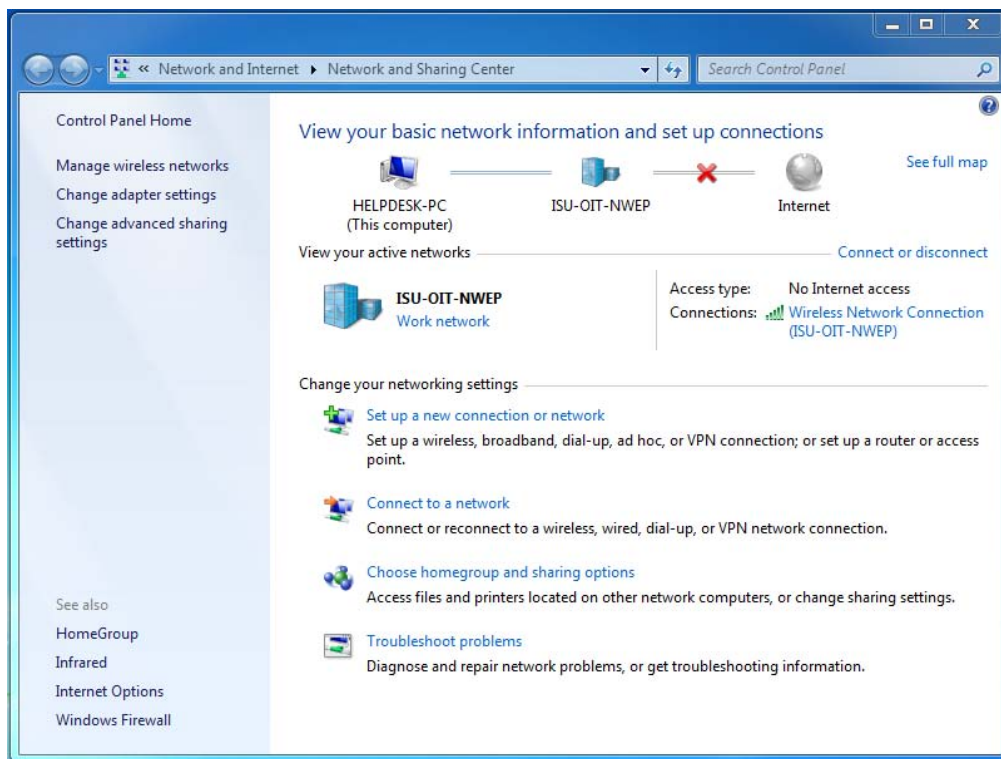 « Network and Internet ▸ Network and Sharing Center
Search Control Panel
Control Panel Home
Manage wireless networks
Change adapter settings
Change advanced sharing
settings
See also
HomeGroup
Infrared
Internet Options
Windows Firewall
View your basic network information and set up connections
See full map
HELPDESK-PC
(This computer)
ISU-OIT-NWEP
Internet
View your active networks
Connect or disconnect
ISU-OIT-NWEP
Work network
Access type: No Internet access
Connections: Wireless Network Connection
(ISU-OIT-NWEP)
Change your networking settings
Set up a new connection or network
Set up a wireless, broadband, dial-up, ad hoc, or VPN connection; or set up a router or access
point.
Connect to a network
Connect or reconnect to a wireless, wired, dial-up, or VPN network connection.
Choose homegroup and sharing options
Access files and printers located on other network computers, or change sharing settings.
Troubleshoot problems
Diagnose and repair network problems, or get troubleshooting information.